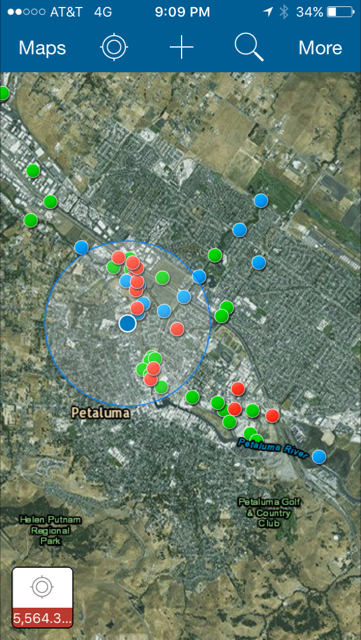 AT&T 4G 9:09 PM 34%
Maps More
Petaluma
Petaluma River
Petaluma Golf
& Country
Club
Helen Putnam
Regional
Park
5,564.3...